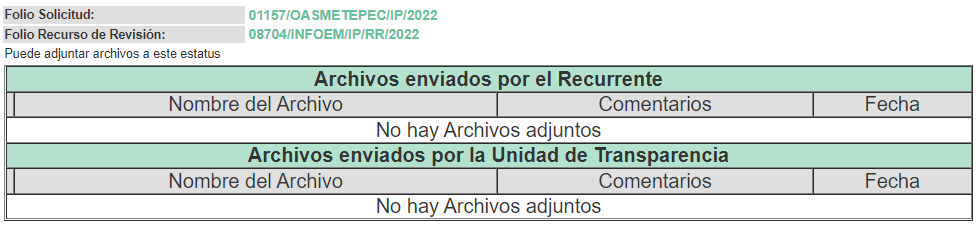 Folio Solicitud: 01157/OASMETEPEC/IP/2022
Folio Recurso de Revisión: 08704/INFOEM/IP/RR/2022
Puede adjuntar archivos a este estatus
Archivos enviados por el Recurrente
Nombre del Archivo Comentarios Fecha
No hay Archivos adjuntos
Archivos enviados por la Unidad de Transparencia
Nombre del Archivo Comentarios Fecha
No hay Archivos adjuntos